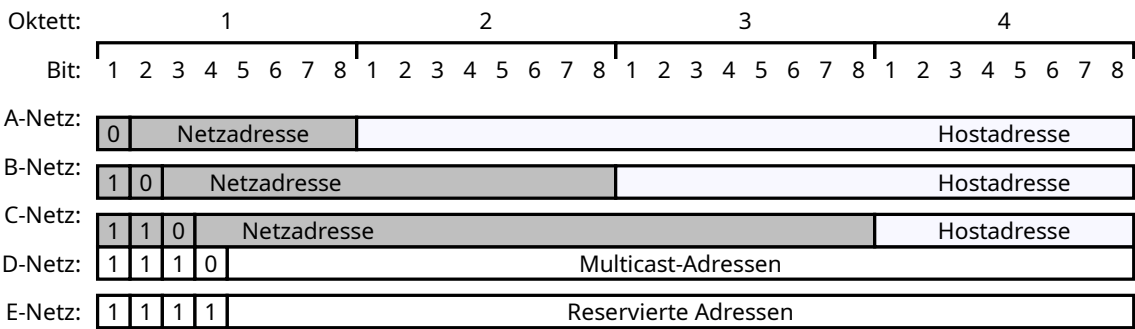 Oktett: 1 2 3 4
Bit: 1 2 3 4 5 6 7 8 1 2 3 4 5 6 7 8 1 2 3 4 5 6 7 8 1 2 3 4 5 6 7 8
A-Netz: 0 Netzadresse Hostadresse
B-Netz: 1 0 Netzadresse Hostadresse
C-Netz: 1 1 0 Netzadresse Hostadresse
D-Netz: 1 1 1 0 Multicast-Adressen
E-Netz: 1 1 1 1 Reservierte Adressen